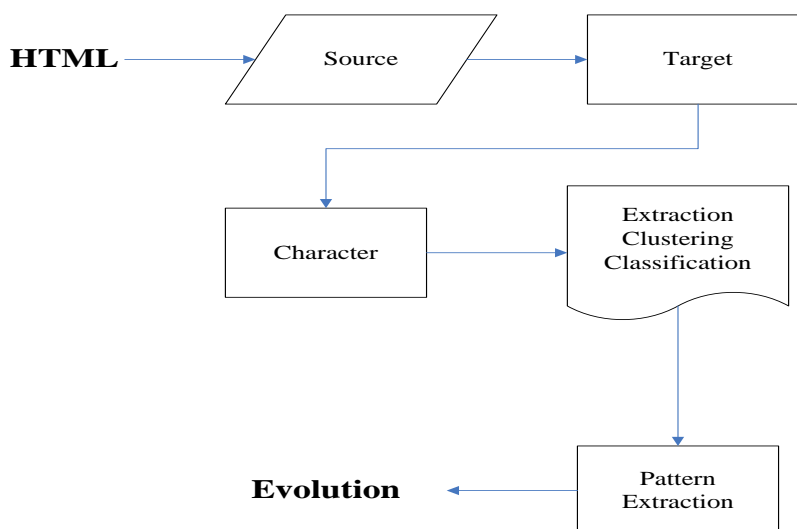 HTML
Source
Target
Character
Extraction
Clustering
Classification
Pattern
Extraction
Evolution